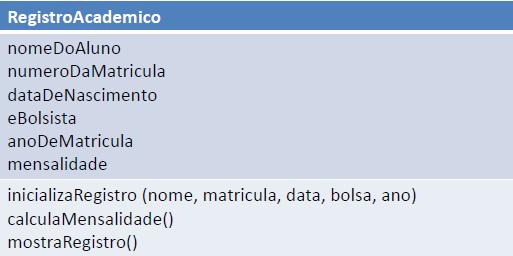 RegistroAcademico
nomeDoAluno
numeroDaMatricula
dataDeNascimento
eBolsista
anoDeMatricula
mensalidade
inicializaRegistro (nome, matricula, data, bolsa, ano)
calculaMensalidade()
mostraRegistro()